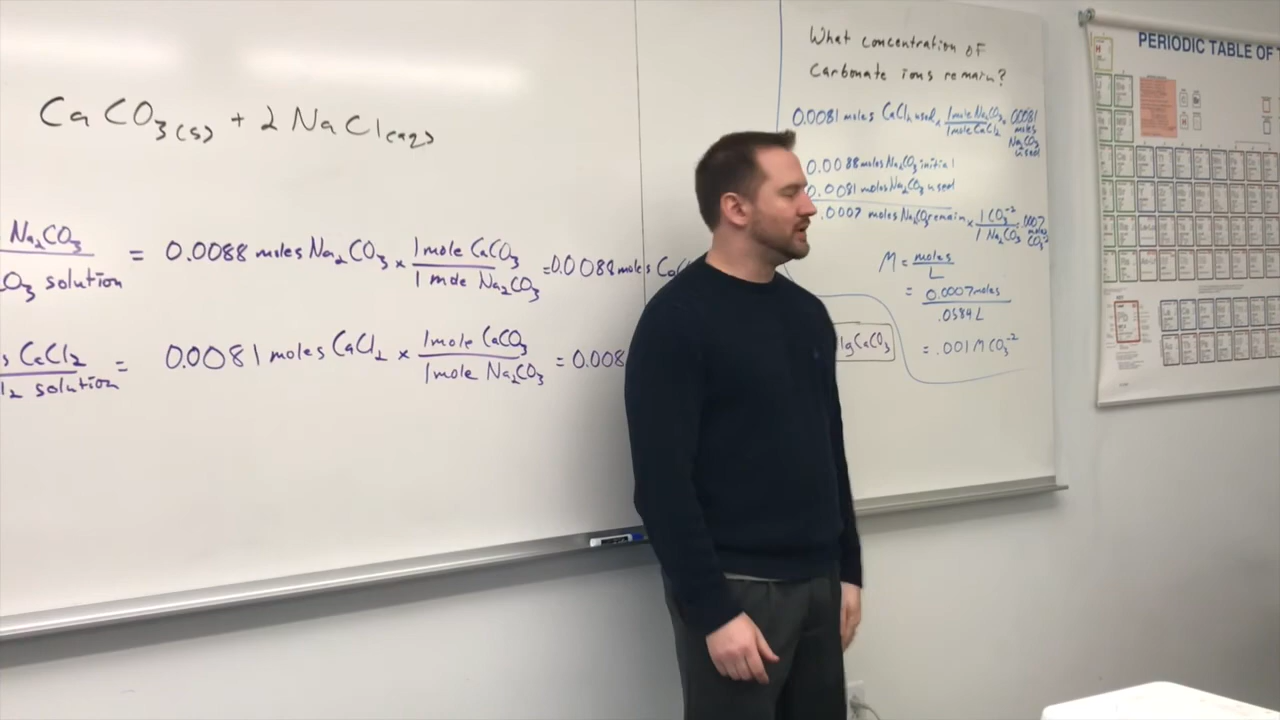 CaCO3(s) + 2 NaCl(aq)
Na2CO3
O3 solution
= 0.0088 moles Na2CO3 × 1 mole CaCO3 / 1 mole Na2CO3 = 0.0088 moles Ca
s CaCl2
l2 solution
= 0.0081 moles CaCl2 × 1 mole CaCO3 / 1 mole Na2CO3 = 0.008
What concentration of
Carbonate ions remain?
0.0081 moles CaCl2 used × 1 mole Na2CO3 / 1 mole CaCl2 = 0.0081 moles Na2CO3 used
0.0088 moles Na2CO3 initial
0.0081 moles Na2CO3 used
.0007 moles Na2CO3 remain × 1 CO3-2 / 1 Na2CO3 = .0007 moles CO3-2
M = moles / L
= 0.0007 moles / .0584 L
= .001 M CO3-2
1g CaCO3
PERIODIC TABLE OF T